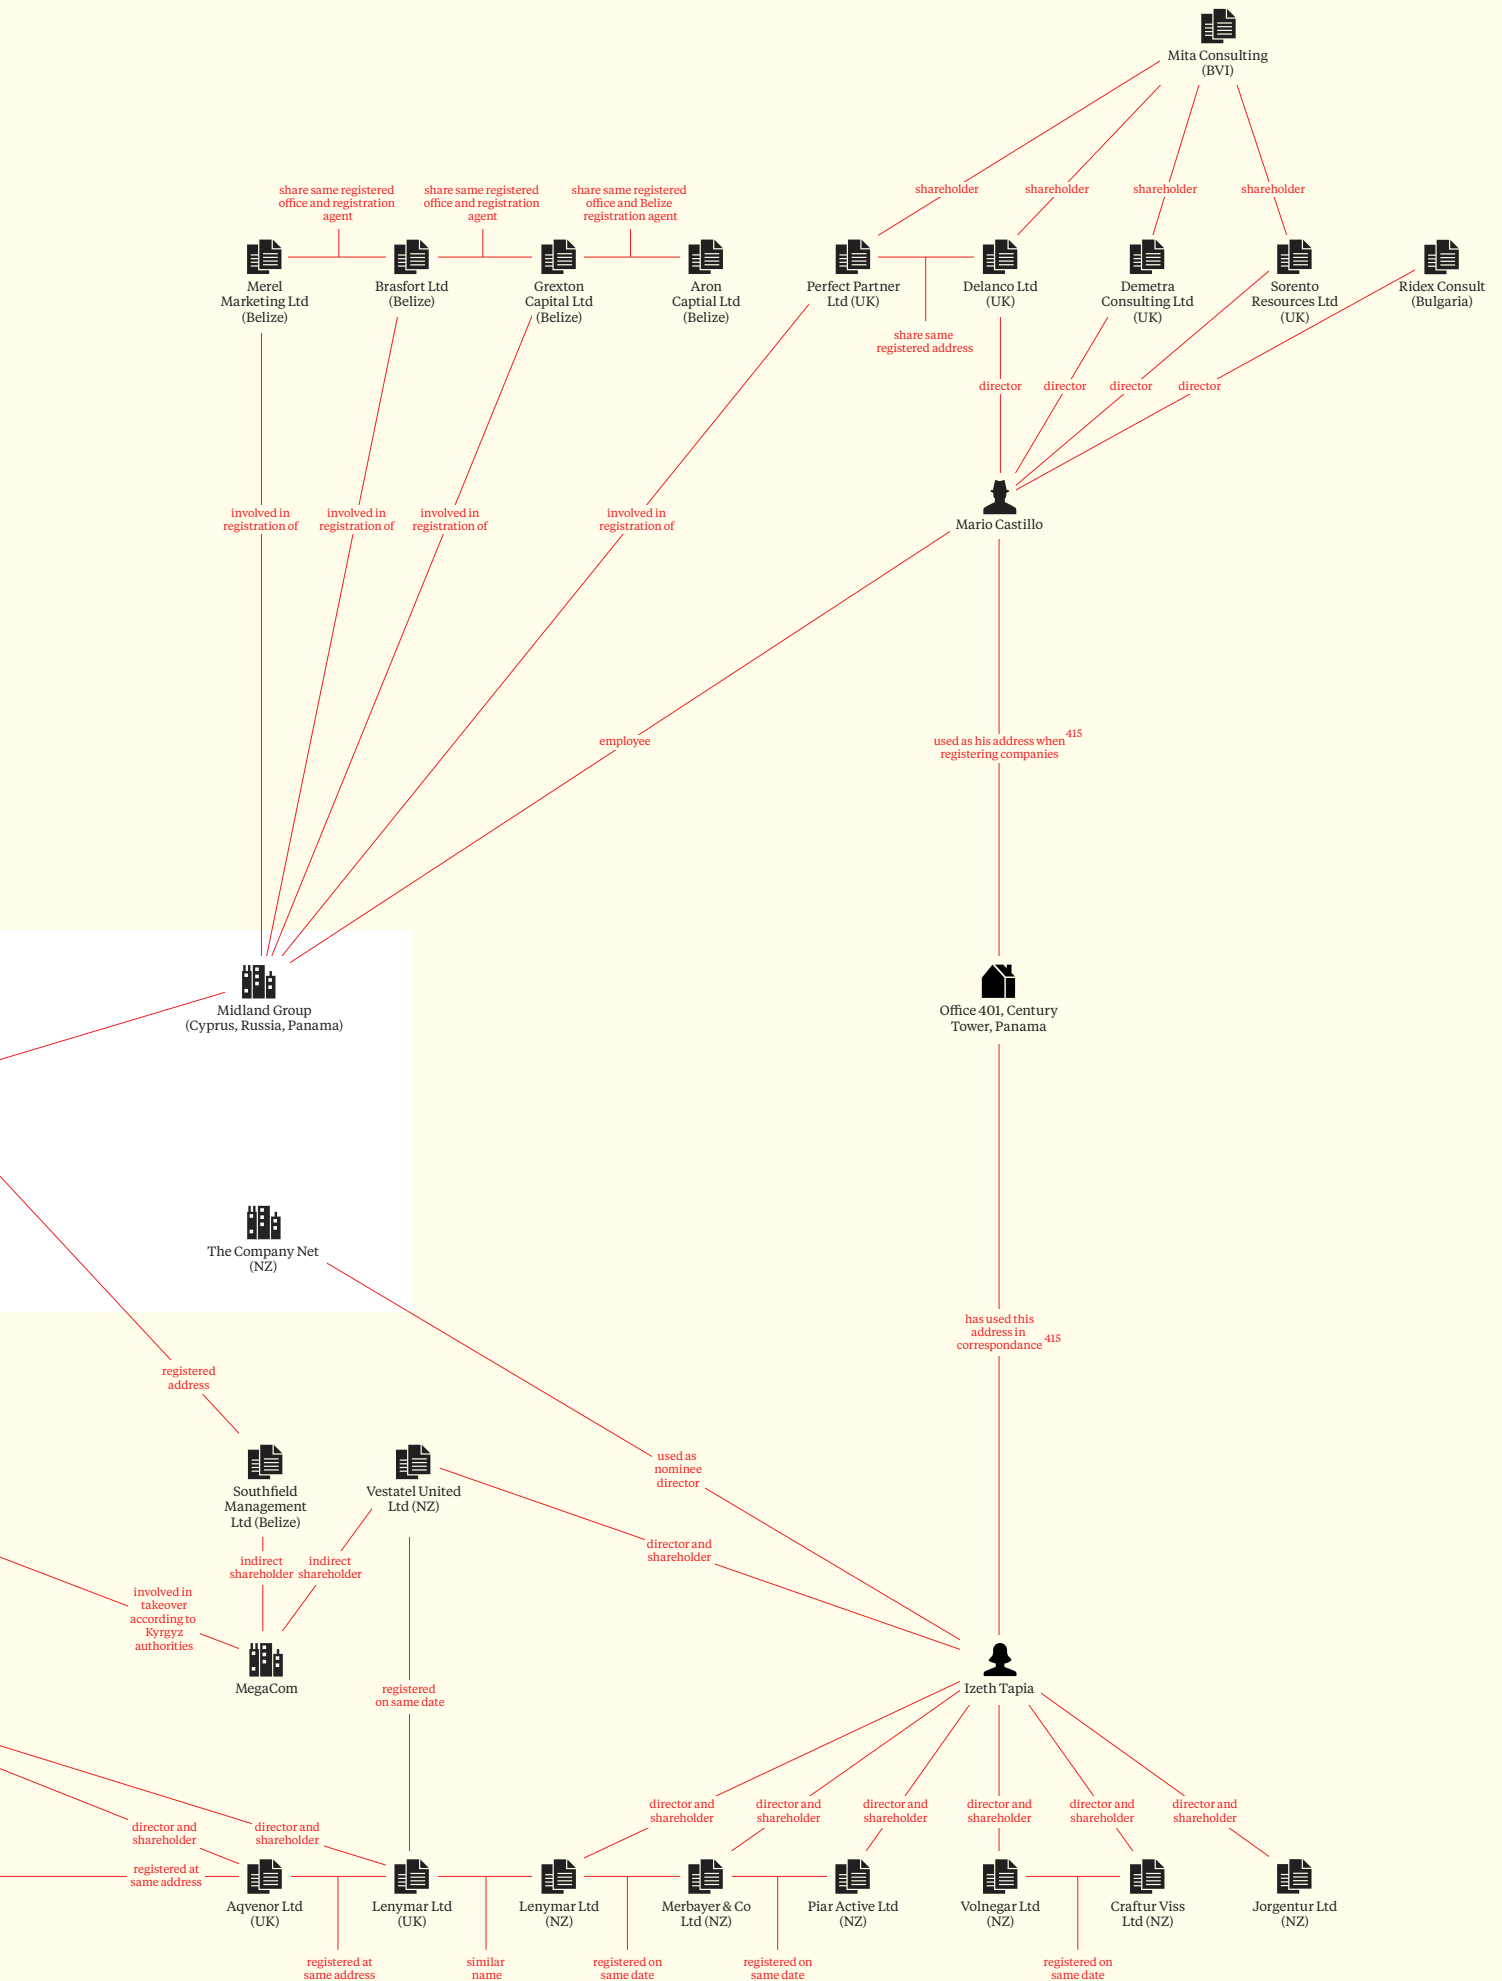 Mita Consulting
(BVI)
shareholder
shareholder
shareholder
shareholder
share same registered
office and registration
agent
share same registered
office and registration
agent
share same registered
office and Belize
registration agent
Merel
Marketing Ltd
(Belize)
Brasfort Ltd
(Belize)
Grexton
Capital Ltd
(Belize)
Aron
Captial Ltd
(Belize)
Perfect Partner
Ltd (UK)
Delanco Ltd
(UK)
Demetra
Consulting Ltd
(UK)
Sorento
Resources Ltd
(UK)
Ridex Consult
(Bulgaria)
share same
registered address
director
director
director
director
involved in
registration of
involved in
registration of
involved in
registration of
involved in
registration of
Mario Castillo
employee
used as his address when 415
registering companies
Midland Group
(Cyprus, Russia, Panama)
Office 401, Century
Tower, Panama
The Company Net
(NZ)
has used this
address in
correspondance 415
registered
address
used as
nominee
director
Southfield
Management
Ltd (Belize)
Vestatel United
Ltd (NZ)
director and
shareholder
indirect
shareholder
indirect
shareholder
involved in
takeover
according to
Kyrgyz
authorities
MegaCom
registered
on same date
Izeth Tapia
director and
shareholder
director and
shareholder
director and
shareholder
director and
shareholder
director and
shareholder
director and
shareholder
director and
shareholder
director and
shareholder
registered at
same address
Aqvenor Ltd
(UK)
Lenymar Ltd
(UK)
Lenymar Ltd
(NZ)
Merbayer & Co
Ltd (NZ)
Piar Active Ltd
(NZ)
Volnegar Ltd
(NZ)
Craftur Viss
Ltd (NZ)
Jorgentur Ltd
(NZ)
registered at
same address
similar
name
registered on
same date
registered on
same date
registered on
same date